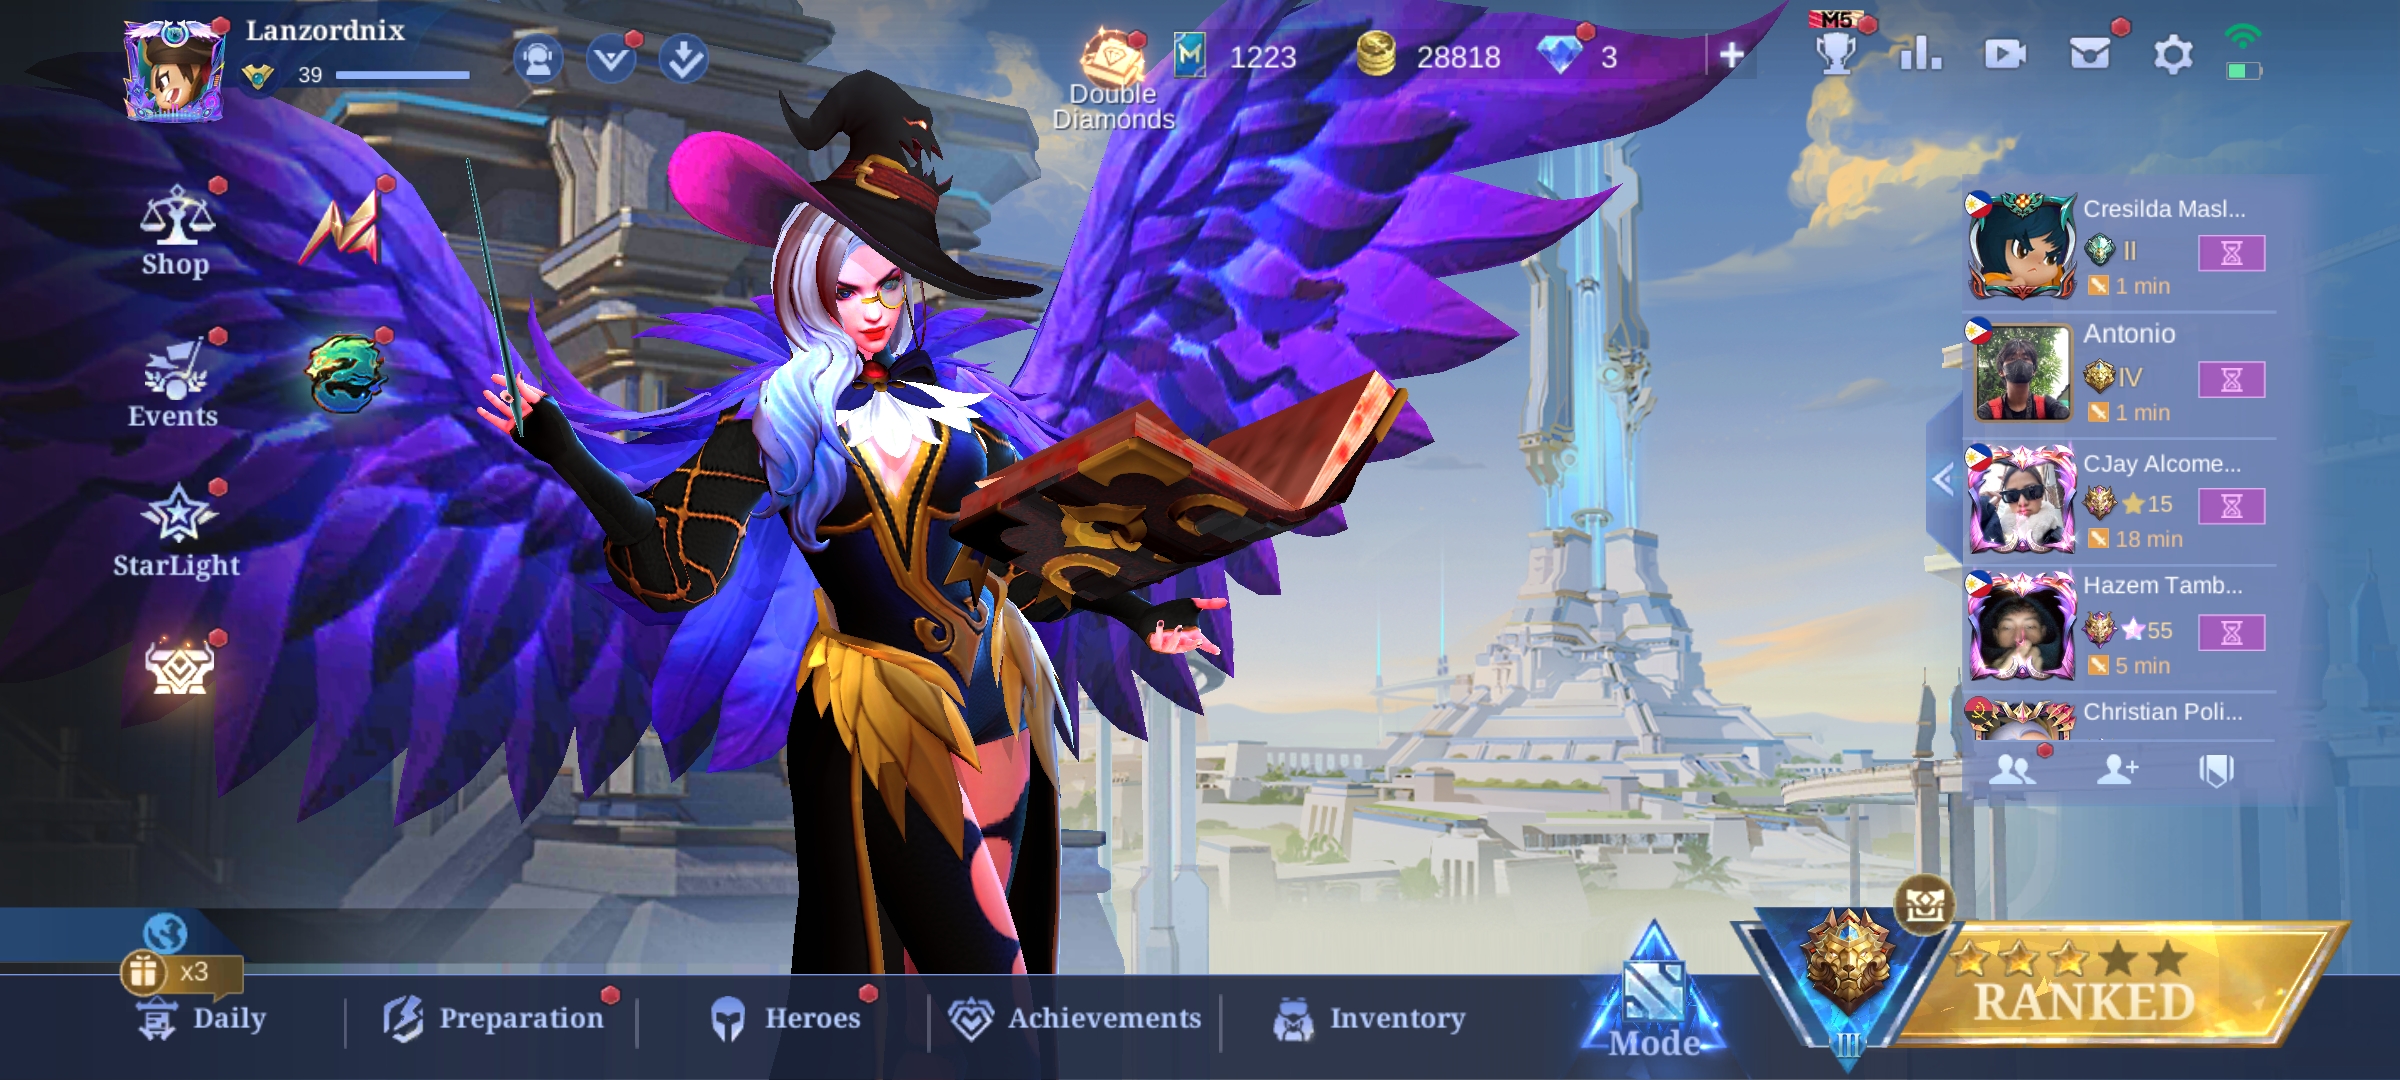 Lanzordnix
39
Double
Diamonds
M
1223
28818
3
M5
Shop
Events
StarLight
Cresilda Masl...
II
1 min
Antonio
IV
1 min
CJay Alcome...
15
18 min
Hazem Tamb...
55
5 min
Christian Poli...
x3
Daily
Preparation
Heroes
Achievements
Inventory
Mode
III
RANKED